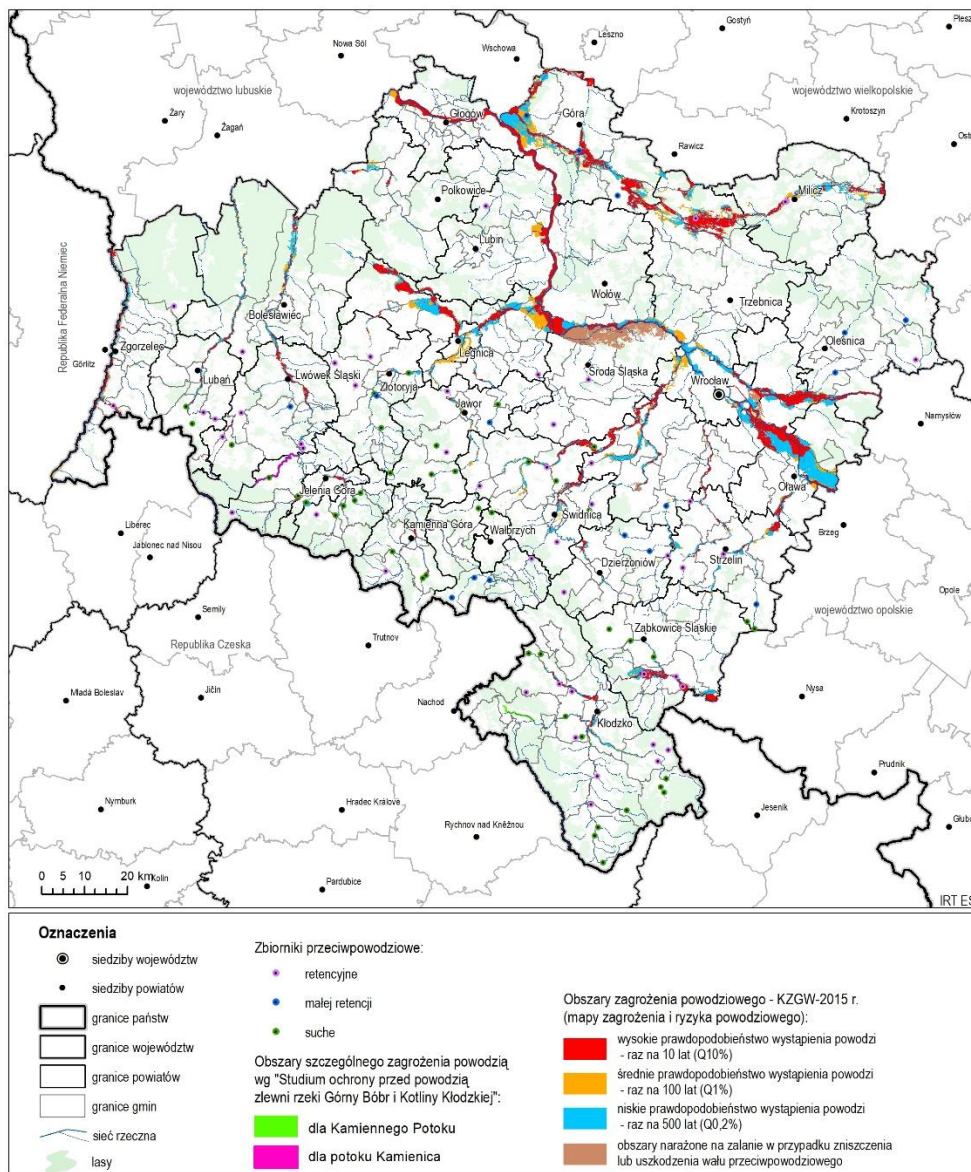 Gostyń
Plesz
Leszno
Wschowa
Nowa Sól
województwo lubuskie
województwo wielkopolskie
Żary
Żagań
Głogów
Góra
Krotoszyn
Rawicz
Ostr
Polkowice
Milicz
Lubin
Republika Federalna Niemiec
Wołów
Trzebnica
Bolesławiec
Görlitz
Zgorzelec
Legnica
Oleśnica
Lubań
Lwówek Śląski
Złotoryja
Środa Śląska
Wrocław
Jawor
Namysłów
Jelenia Góra
Oława
Świdnica
Liberec
Kamienna Góra
Wałbrzych
Brzeg
Jablonec nad Nisou
Dzierżoniów
Strzelin
Opole
Semily
województwo opolskie
Republika Czeska
Trutnov
Ząbkowice Śląskie
Mladá Boleslav
Jičín
Nachod
Nysa
Kłodzko
Prudnik
Nymburk
Hradec Králové
Rychnov nad Kněžnou
Jeseník
Głubc
0 5 10 20 km
Kolín
Pardubice
IRT ES
Oznaczenia
siedziby województw
siedziby powiatów
granice państw
granice województw
granice powiatów
granice gmin
sieć rzeczna
lasy
Zbiorniki przeciwpowodziowe:
retencyjne
małej retencji
suche
Obszary szczególnego zagrożenia powodzią
wg "Studium ochrony przed powodzią
zlewni rzeki Górny Bóbr i Kotliny Kłodzkiej":
dla Kamiennego Potoku
dla potoku Kamienica
Obszary zagrożenia powodziowego - KZGW-2015 r.
(mapy zagrożenia i ryzyka powodziowego):
wysokie prawdopodobieństwo wystąpienia powodzi
- raz na 10 lat (Q10%)
średnie prawdopodobieństwo wystąpienia powodzi
- raz na 100 lat (Q1%)
niskie prawdopodobieństwo wystąpienia powodzi
- raz na 500 lat (Q0,2%)
obszary narażone na zalanie w przypadku zniszczenia
lub uszkodzenia wału przeciwpowodziowego